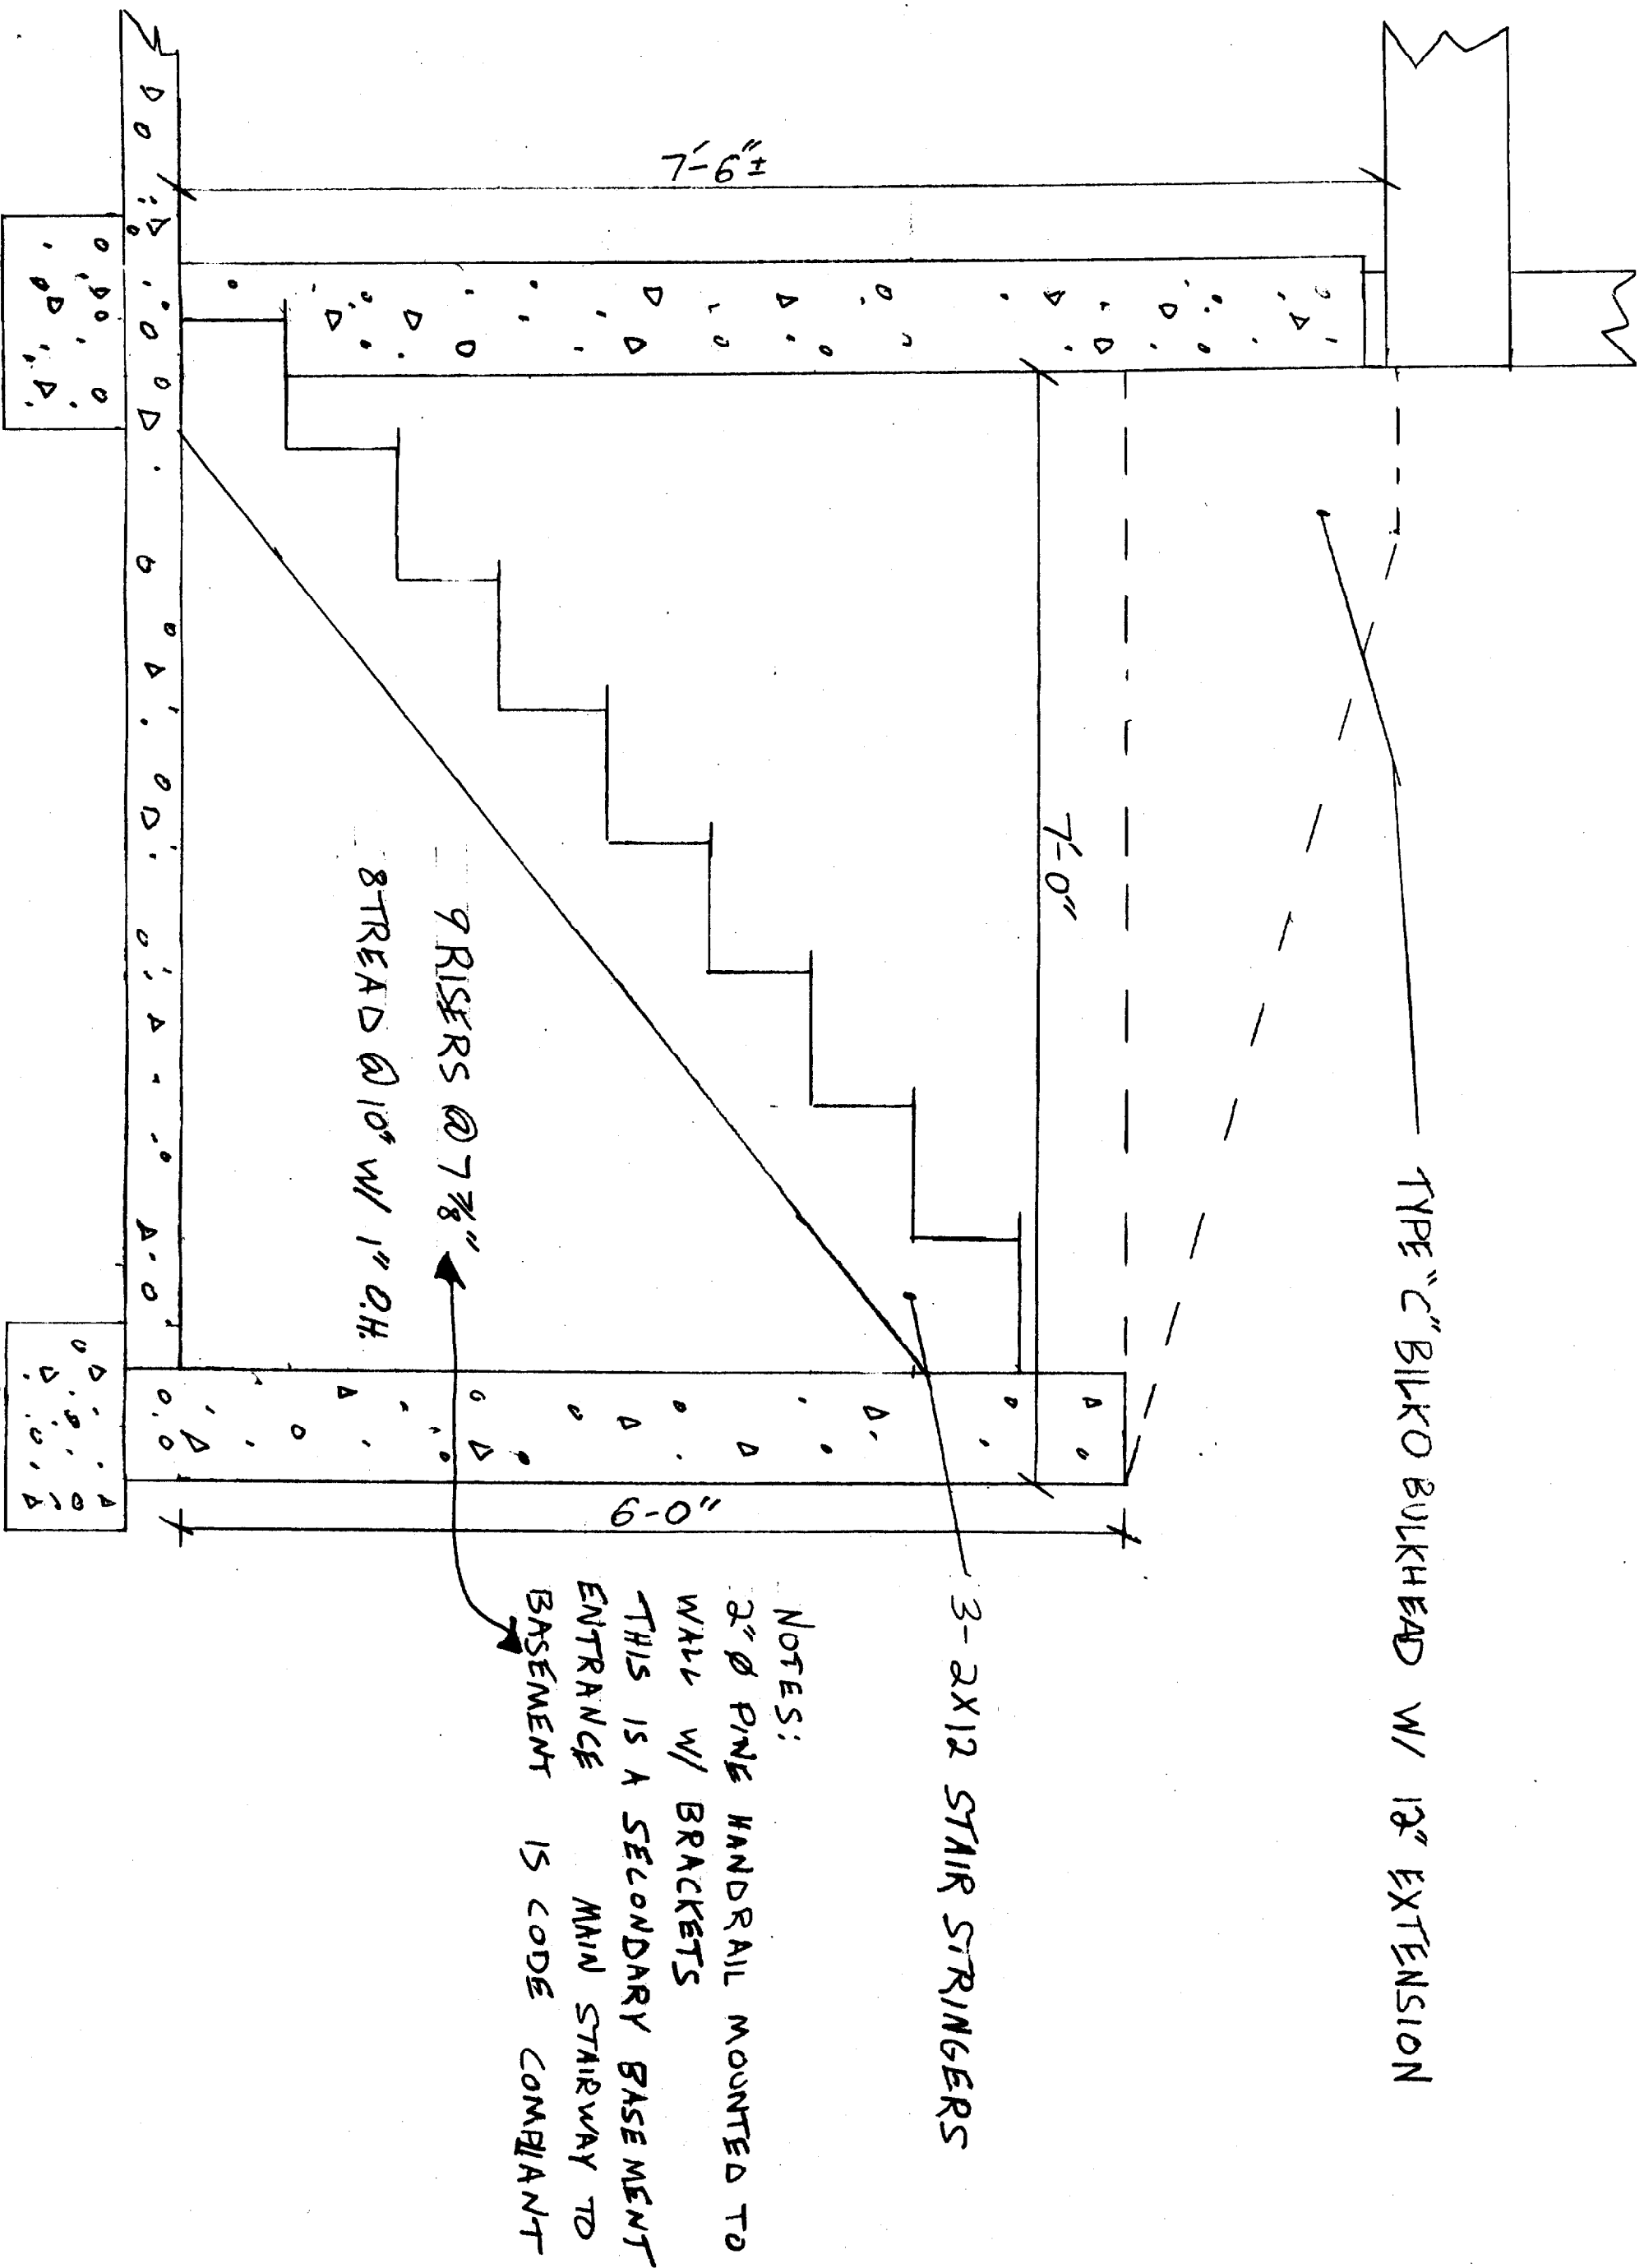 TYPE "C" BILKO BULKHEAD W/ 12" EXTENSION
7'-6"±
7'-0"
6-0"
3-2X12 STAIR STRINGERS
9 RISERS @ 7 7/8"
8 TREAD @ 10" W/ 1" O.H.
NOTES:
2" Ø PINE HANDRAIL MOUNTED TO
WALL W/ BRACKETS
THIS IS A SECONDARY BASEMENT
ENTRANCE MAIN STAIRWAY TO
BASEMENT IS CODE COMPLIANT